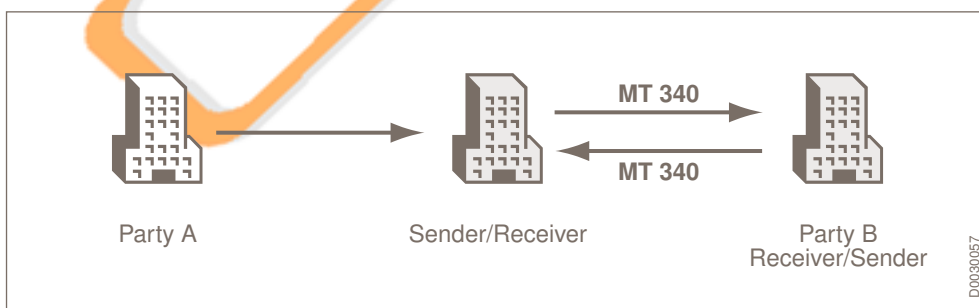 MT 340
MT 340
Party A
Sender/Receiver
Party B
Receiver/Sender
D0030057